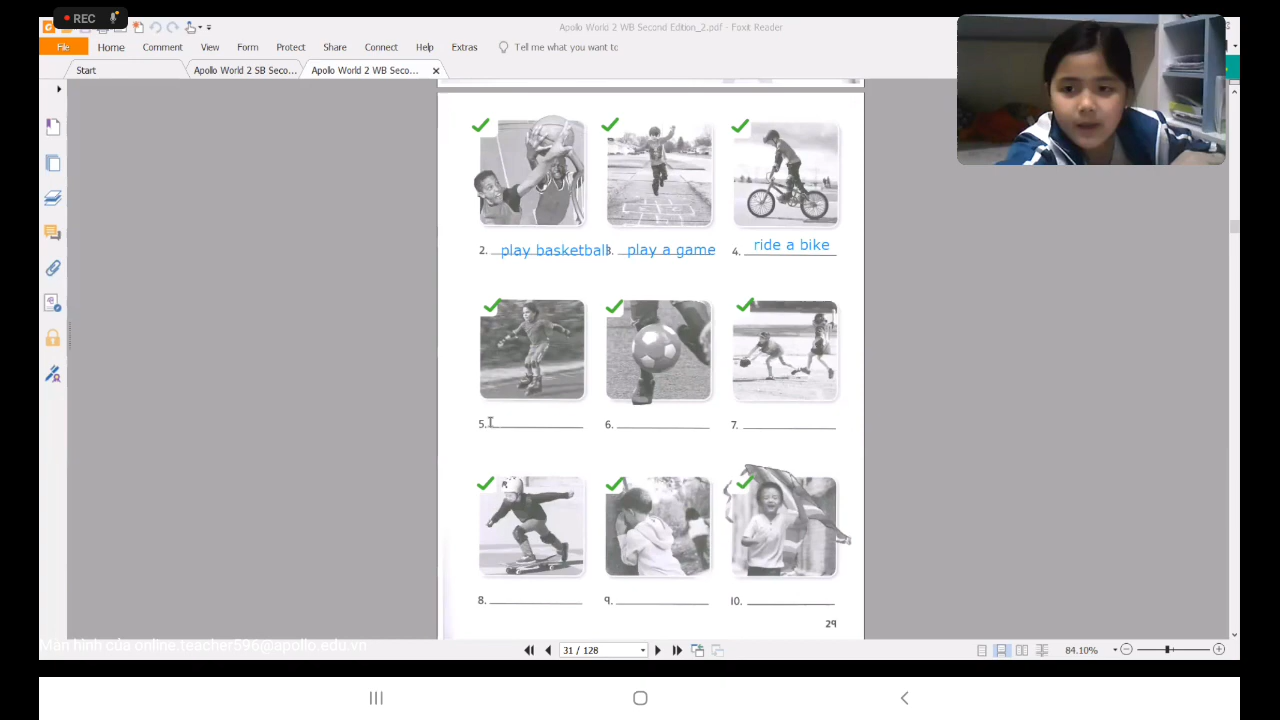 REC
Apollo World 2 WB Second Edition_2.pdf - Foxit Reader
File Home Comment View Form Protect Share Connect Help Extras Tell me what you want to
Start Apollo World 2 SB Seco... Apollo World 2 WB Seco...
2. play basketball 3. play a game 4. ride a bike
5. 6. 7.
8. 9. 10.
29
Màn hình của online.teacher596@apollo.edu.vn
31 / 128 84.10%